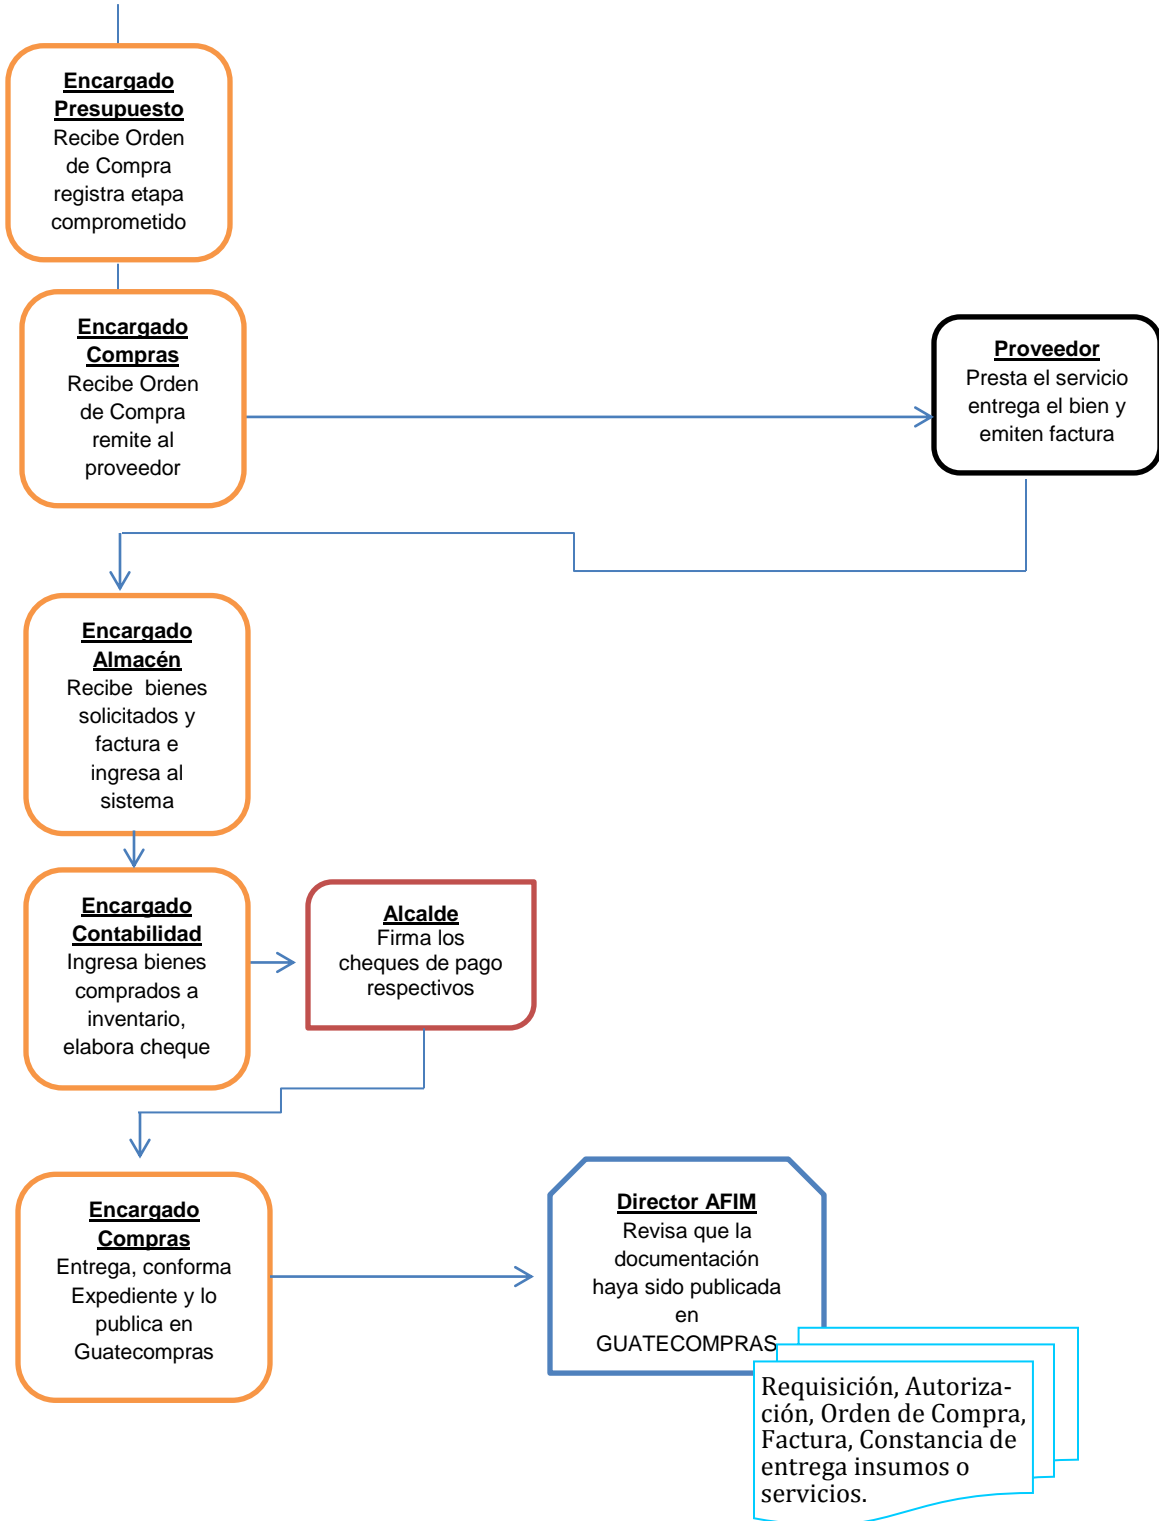 Encargado
Presupuesto
Recibe Orden
de Compra
registra etapa
comprometido
Encargado
Compras
Recibe Orden
de Compra
remite al
proveedor
Proveedor
Presta el servicio
entrega el bien y
emiten factura
Encargado
Almacén
Recibe bienes
solicitados y
factura e
ingresa al
sistema
Encargado
Contabilidad
Ingresa bienes
comprados a
inventario,
elabora cheque
Alcalde
Firma los
cheques de pago
respectivos
Encargado
Compras
Entrega, conforma
Expediente y lo
publica en
Guatecompras
Director AFIM
Revisa que la
documentación
haya sido publicada
en
GUATECOMPRAS
Requisición, Autoriza-
ción, Orden de Compra,
Factura, Constancia de
entrega insumos o
servicios.